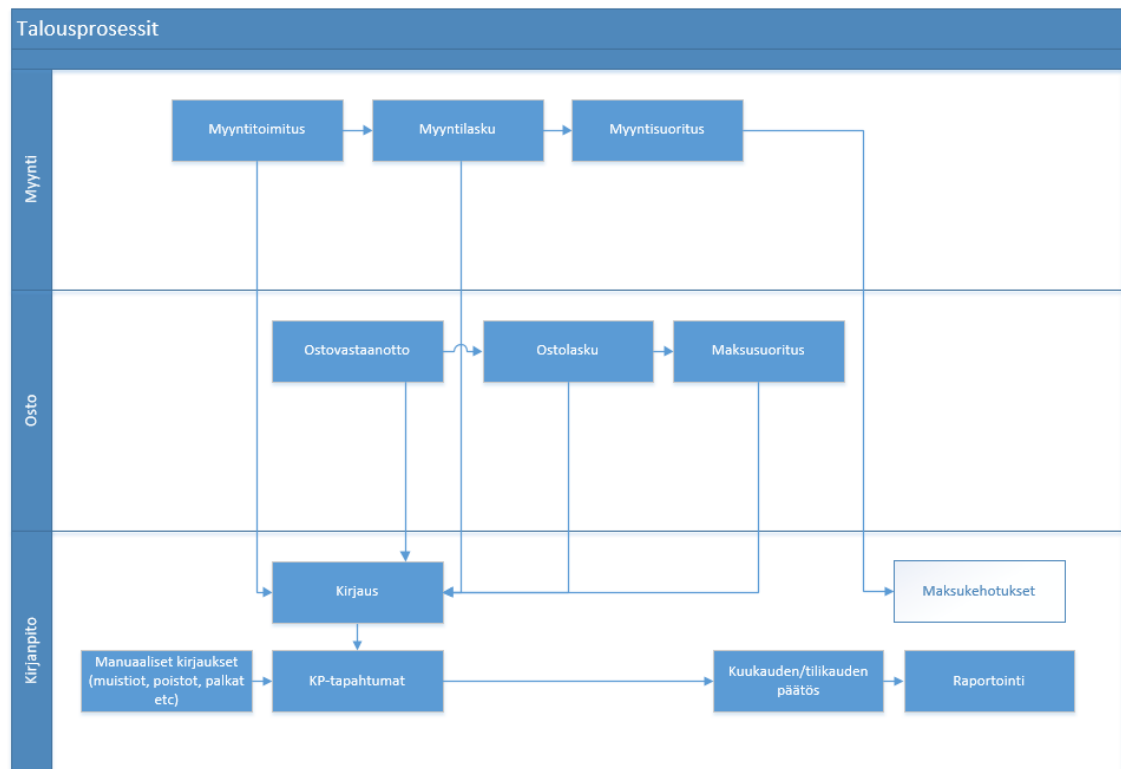 Talousprosessit
Myynti
Myyntitoimitus
Myyntilasku
Myyntisuoritus
Osto
Ostovastaanotto
Ostolasku
Maksusuoritus
Kirjanpito
Kirjaus
Maksukehotukset
Manuaaliset kirjaukset
(muistiot, poistot, palkat
etc)
KP-tapahtumat
Kuukauden/tilikauden
päätös
Raportointi